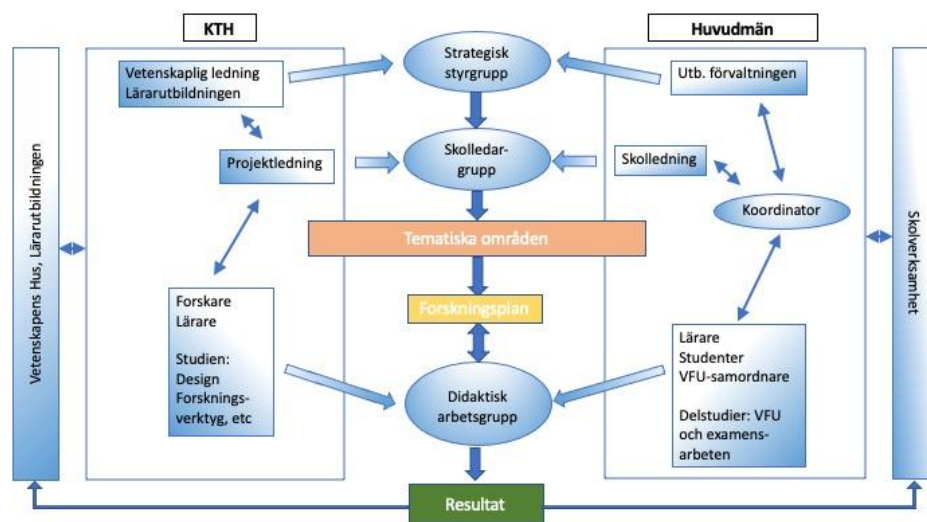 KTH
Huvudmän
Vetenskaplig ledning
Lärarutbildningen
Strategisk
styrgrupp
Utb. förvaltningen
Projektledning
Skolledar-
grupp
Skolledning
Koordinator
Tematiska områden
Forskningsplan
Forskare
Lärare
Studien:
Design
Forsknings-
verktyg, etc
Didaktisk
arbetsgrupp
Lärare
Studenter
VFU-samordnare
Delstudier: VFU
och examens-
arbeten
Resultat
Vetenskapens Hus, Lärarutbildningen
Skolverksamhet